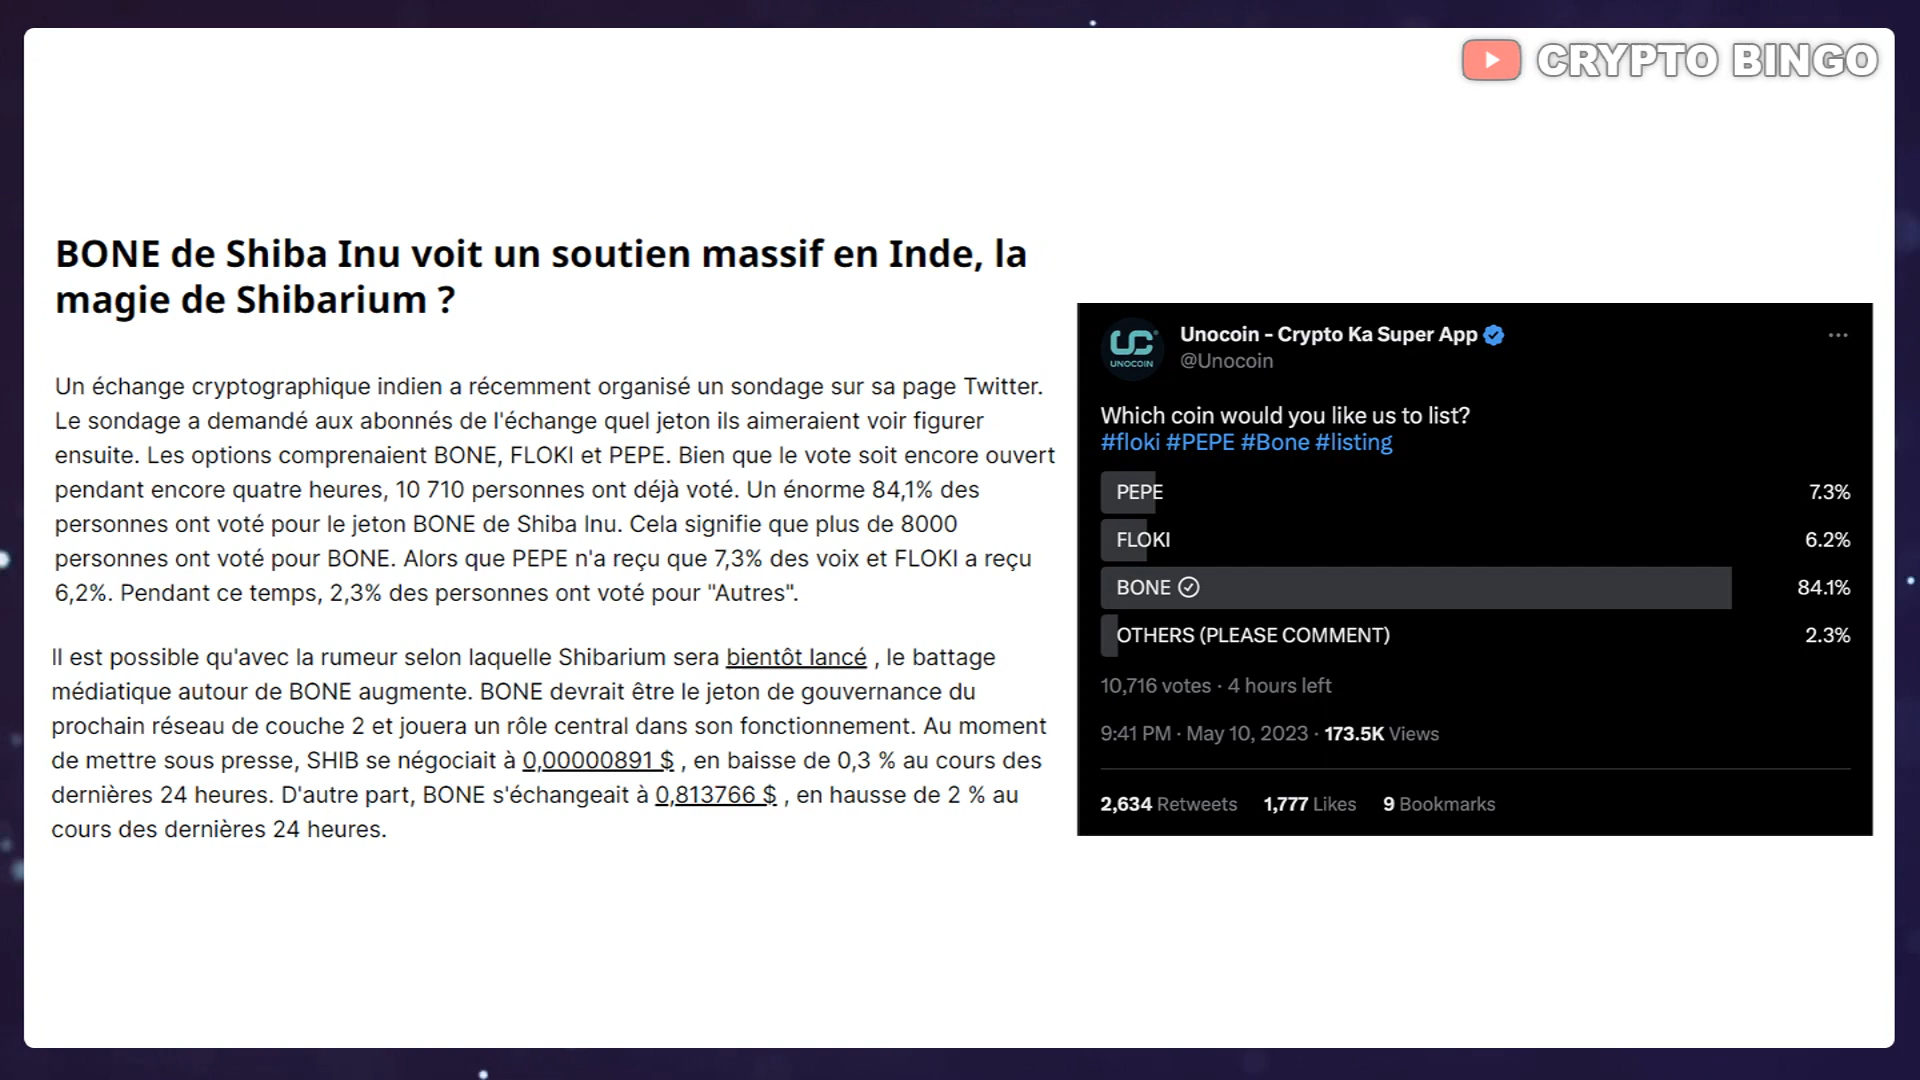 CRYPTO BINGO
BONE de Shiba Inu voit un soutien massif en Inde, la
magie de Shibarium ?
Un échange cryptographique indien a récemment organisé un sondage sur sa page Twitter.
Le sondage a demandé aux abonnés de l'échange quel jeton ils aimeraient voir figurer
ensuite. Les options comprenaient BONE, FLOKI et PEPE. Bien que le vote soit encore ouvert
pendant encore quatre heures, 10 710 personnes ont déjà voté. Un énorme 84,1% des
personnes ont voté pour le jeton BONE de Shiba Inu. Cela signifie que plus de 8000
personnes ont voté pour BONE. Alors que PEPE n'a reçu que 7,3% des voix et FLOKI a reçu
6,2%. Pendant ce temps, 2,3% des personnes ont voté pour "Autres".
Il est possible qu'avec la rumeur selon laquelle Shibarium sera bientôt lancé , le battage
médiatique autour de BONE augmente. BONE devrait être le jeton de gouvernance du
prochain réseau de couche 2 et jouera un rôle central dans son fonctionnement. Au moment
de mettre sous presse, SHIB se négociait à 0,00000891 $ , en baisse de 0,3 % au cours des
dernières 24 heures. D'autre part, BONE s'échangeait à 0,813766 $ , en hausse de 2 % au
cours des dernières 24 heures.
UNOCOIN
Unocoin - Crypto Ka Super App
@Unocoin
Which coin would you like us to list?
#floki #PEPE #Bone #listing
PEPE 7.3%
FLOKI 6.2%
BONE 84.1%
OTHERS (PLEASE COMMENT) 2.3%
10,716 votes · 4 hours left
9:41 PM · May 10, 2023 · 173.5K Views
2,634 Retweets 1,777 Likes 9 Bookmarks